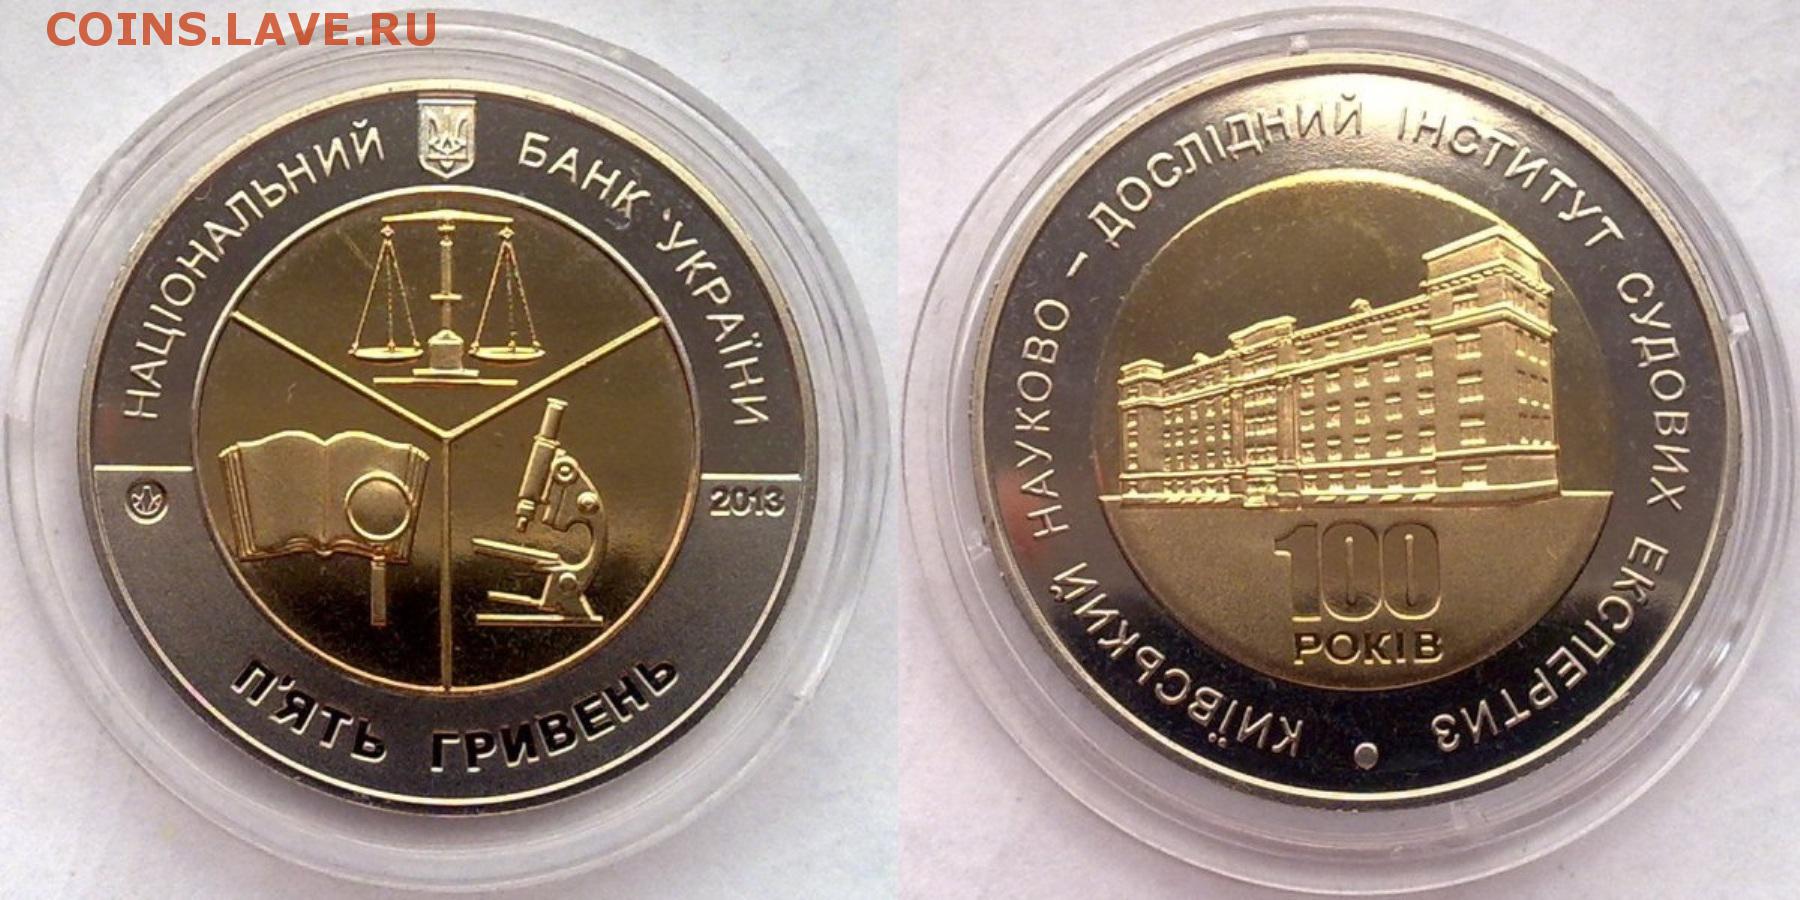 COINS.LAVE.RU
НАЦІОНАЛЬНИЙ БАНК УКРАЇНИ
2013
П'ЯТЬ ГРИВЕНЬ
КИЇВСЬКИЙ НАУКОВО - ДОСЛІДНИЙ ІНСТИТУТ СУДОВИХ ЕКСПЕРТИЗ
100
РОКІВ